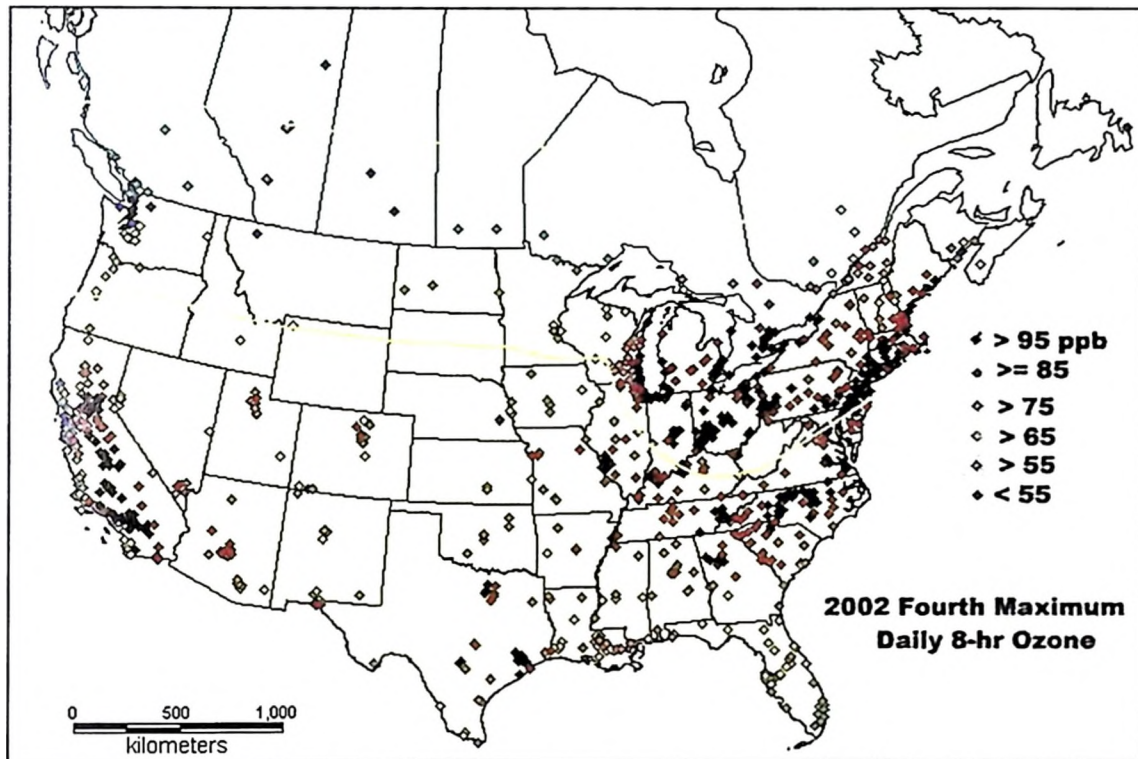 > 95 ppb
>= 85
> 75
> 65
> 55
< 55
2002 Fourth Maximum
Daily 8-hr Ozone
0 500 1,000
kilometers